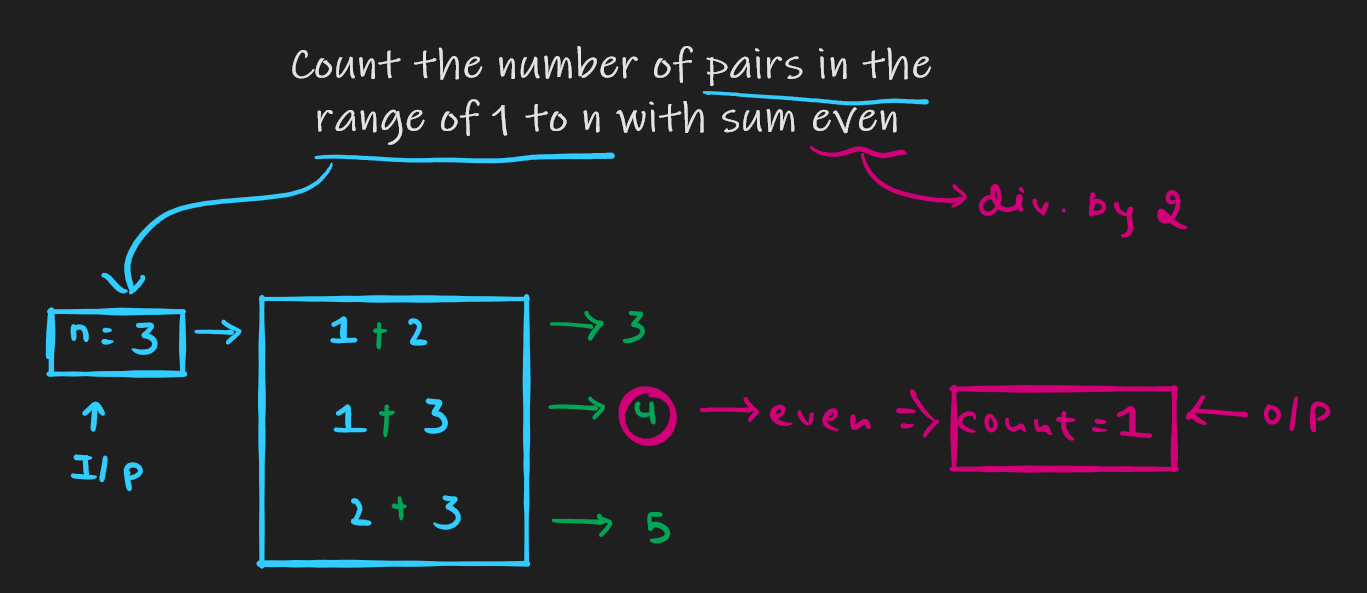 Count the number of pairs in the
range of 1 to n with sum even
div. by 2
n = 3 → 1 + 2 → 3
1 + 3 → 4 → even => count = 1 ← O/P
I/P
2 + 3 → 5